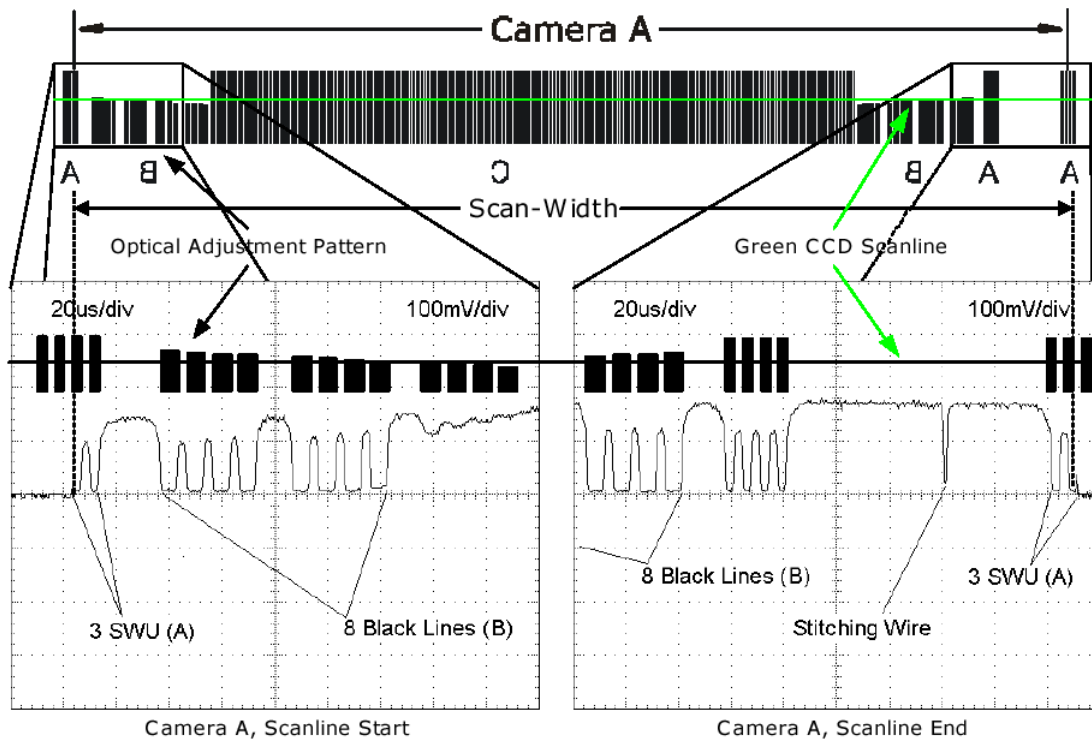 Camera A
A B C B A A
Scan-Width
Optical Adjustment Pattern
Green CCD Scanline
20us/div 100mV/div
20us/div 100mV/div
3 SWU (A)
8 Black Lines (B)
8 Black Lines (B)
3 SWU (A)
Stitching Wire
Camera A, Scanline Start
Camera A, Scanline End